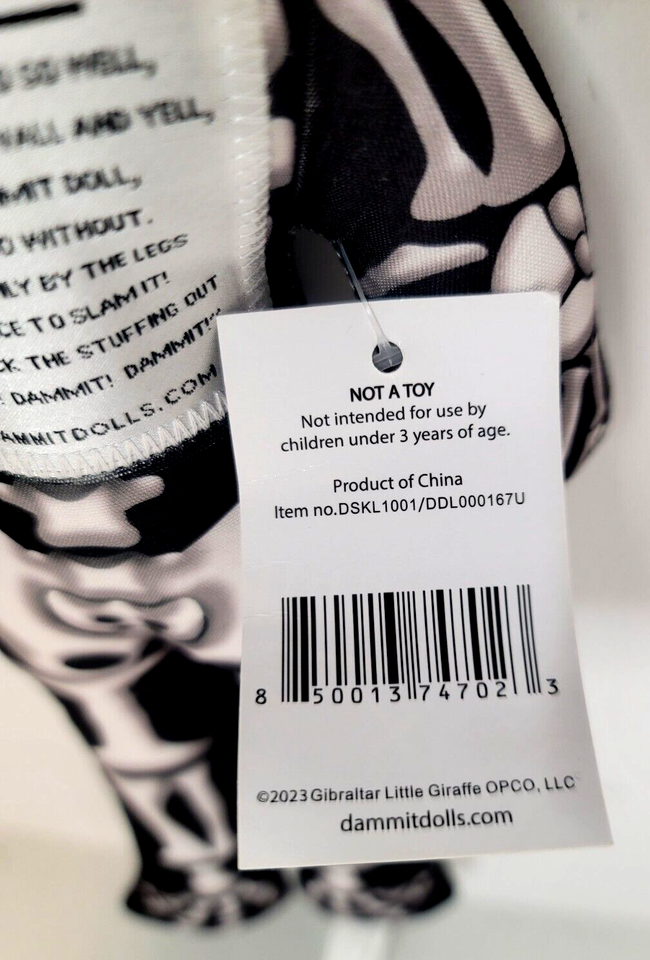 SO WELL,
WALL AND YELL,
DOLL,
WITHOUT.
BY THE LEGS
TO SLAM IT!
THE STUFFING OUT
DAMMIT! DAMMIT!
AMMITDOLLS.COM
NOT A TOY
Not intended for use by
children under 3 years of age.
Product of China
Item no.DSKL1001/DDL000167U
8 50013 74702 3
©2023 Gibraltar Little Giraffe OPCO, LLC
dammitdolls.com